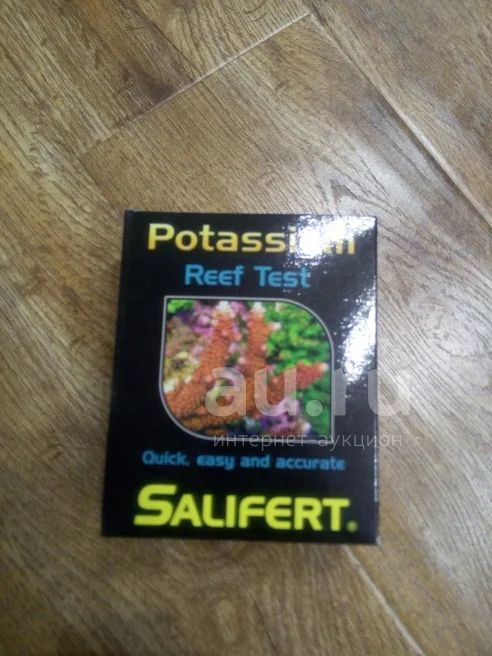 Potassium
Reef Test
au.ru
интернет-аукцион
Quick, easy and accurate
SALIFERT®